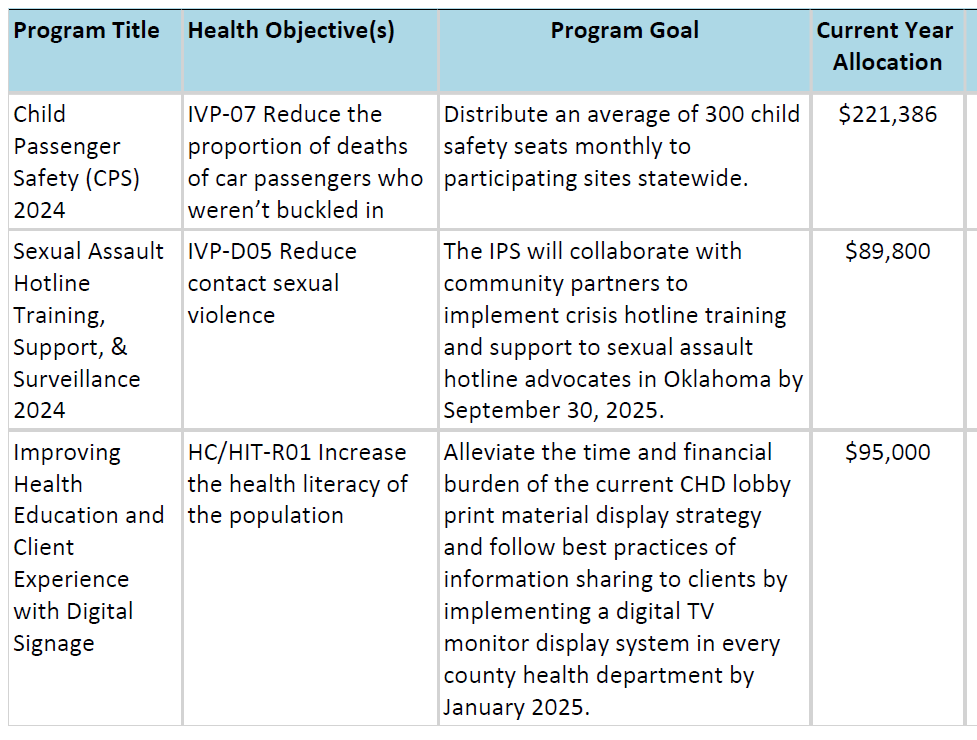 Program Title
Health Objective(s)
Program Goal
Current Year
Allocation
Child
Passenger
Safety (CPS)
2024
IVP-07 Reduce the
proportion of deaths
of car passengers who
weren’t buckled in
Distribute an average of 300 child
safety seats monthly to
participating sites statewide.
$221,386
Sexual Assault
Hotline
Training,
Support, &
Surveillance
2024
IVP-D05 Reduce
contact sexual
violence
The IPS will collaborate with
community partners to
implement crisis hotline training
and support to sexual assault
hotline advocates in Oklahoma by
September 30, 2025.
$89,800
Improving
Health
Education and
Client
Experience
with Digital
Signage
HC/HIT-R01 Increase
the health literacy of
the population
Alleviate the time and financial
burden of the current CHD lobby
print material display strategy
and follow best practices of
information sharing to clients by
implementing a digital TV
monitor display system in every
county health department by
January 2025.
$95,000